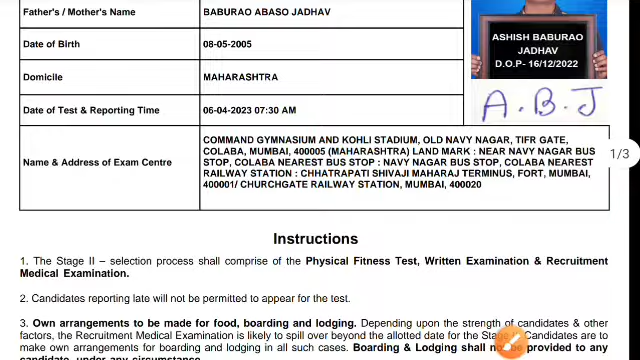 Father's / Mother's Name
BABURAO ABASO JADHAV
Date of Birth
08-05-2005
Domicile
MAHARASHTRA
Date of Test & Reporting Time
06-04-2023 07:30 AM
ASHISH BABURAO
JADHAV
D.O.P- 16/12/2022
A.B.J
Name & Address of Exam Centre
COMMAND GYMNASIUM AND KOHLI STADIUM, OLD NAVY NAGAR, TIFR GATE,
COLABA, MUMBAI, 400005 (MAHARASHTRA) LAND MARK : NEAR NAVY NAGAR BUS
STOP, COLABA NEAREST BUS STOP : NAVY NAGAR BUS STOP, COLABA NEAREST
RAILWAY STATION : CHHATRAPATI SHIVAJI MAHARAJ TERMINUS, FORT, MUMBAI,
400001/ CHURCHGATE RAILWAY STATION, MUMBAI, 400020
1/3
Instructions
1. The Stage II – selection process shall comprise of the Physical Fitness Test, Written Examination & Recruitment
Medical Examination.
2. Candidates reporting late will not be permitted to appear for the test.
3. Own arrangements to be made for food, boarding and lodging. Depending upon the strength of candidates & other
factors, the Recruitment Medical Examination is likely to spill over beyond the allotted date for the Stage Candidates are to
make own arrangements for boarding and lodging in all such cases. Boarding & Lodging shall not be provided to any
candidate under any circumstance.